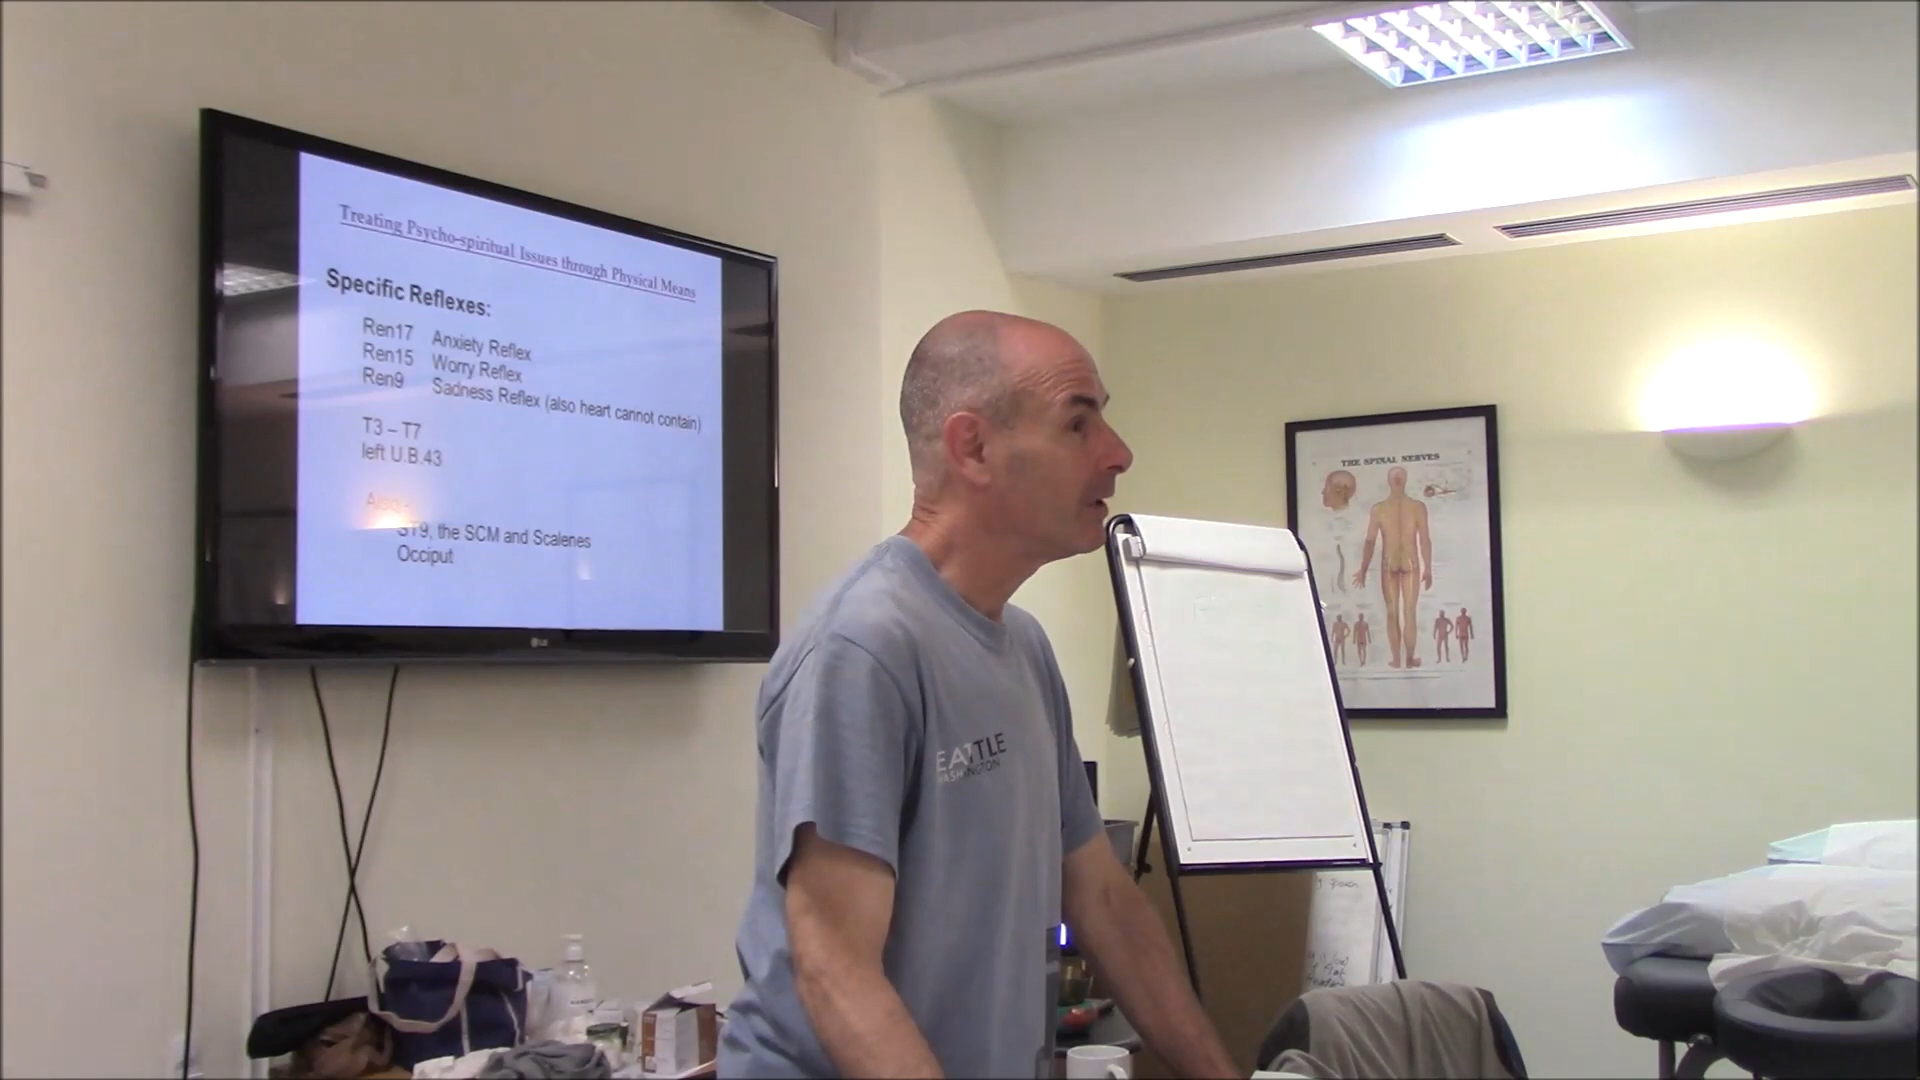 Treating Psycho-spiritual Issues through Physical Means
Specific Reflexes:
Ren17 Anxiety Reflex
Ren15 Worry Reflex
Ren9 Sadness Reflex (also heart cannot contain)
T3 – T7
left U.B.43
ST9, the SCM and Scalenes
Occiput
LG
THE SPINAL NERVES
EATTLE
WASHINGTON